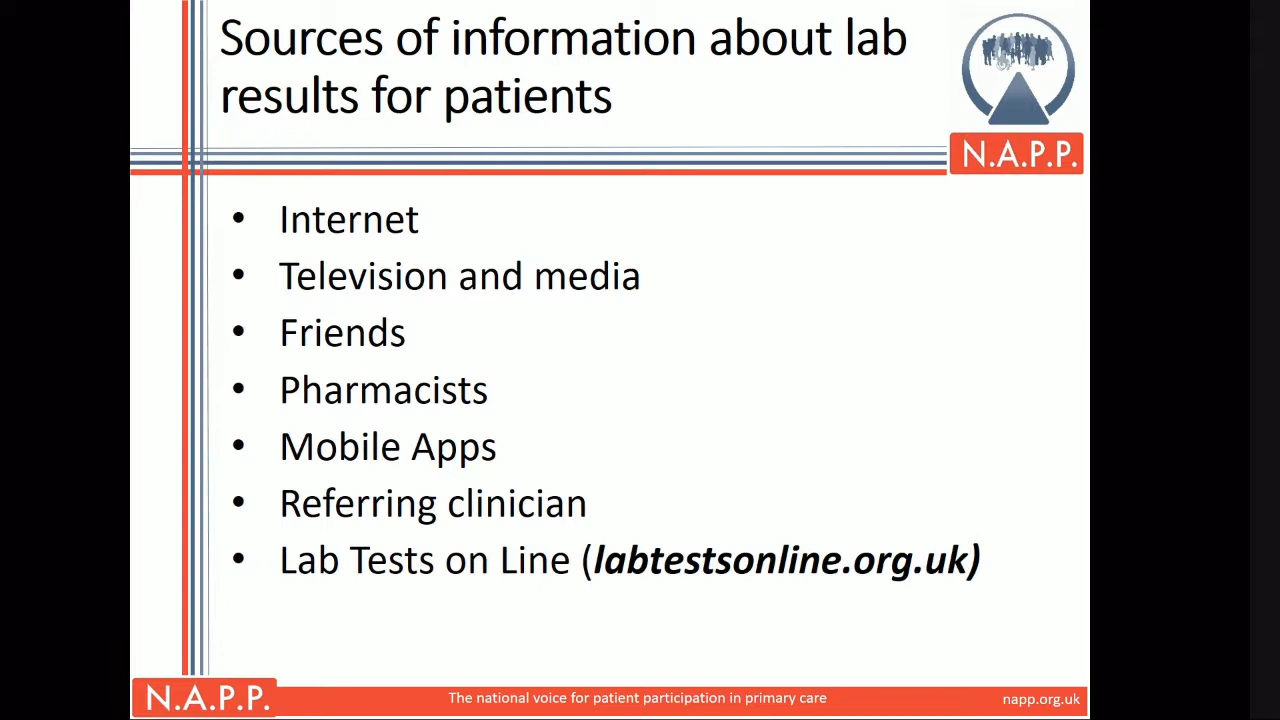 Sources of information about lab
results for patients
N.A.P.P.
• Internet
• Television and media
• Friends
• Pharmacists
• Mobile Apps
• Referring clinician
• Lab Tests on Line (labtestsonline.org.uk)
N.A.P.P.
The national voice for patient participation in primary care
napp.org.uk